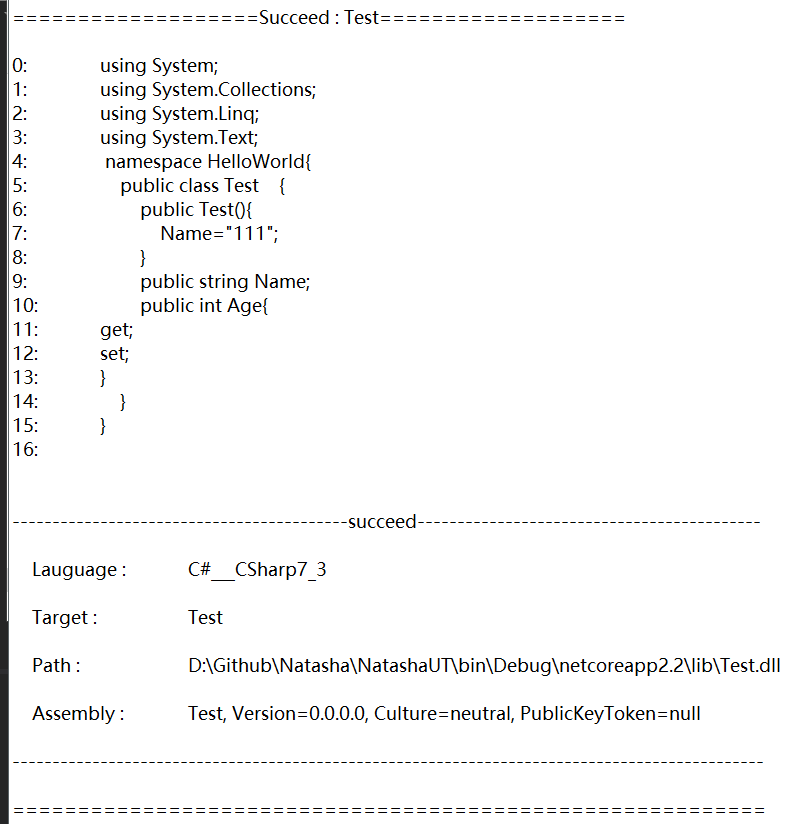 ===================Succeed : Test===================
0: using System;
1: using System.Collections;
2: using System.Linq;
3: using System.Text;
4: namespace HelloWorld{
5: public class Test {
6: public Test(){
7: Name="111";
8: }
9: public string Name;
10: public int Age{
11: get;
12: set;
13: }
14: }
15: }
16:
------------------------------------------succeed-------------------------------------------
Lauguage : C#__CSharp7_3
Target : Test
Path : D:\Github\Natasha\NatashaUT\bin\Debug\netcoreapp2.2\lib\Test.dll
Assembly : Test, Version=0.0.0.0, Culture=neutral, PublicKeyToken=null
----------------------------------------------------------------------------------------------
===========================================================